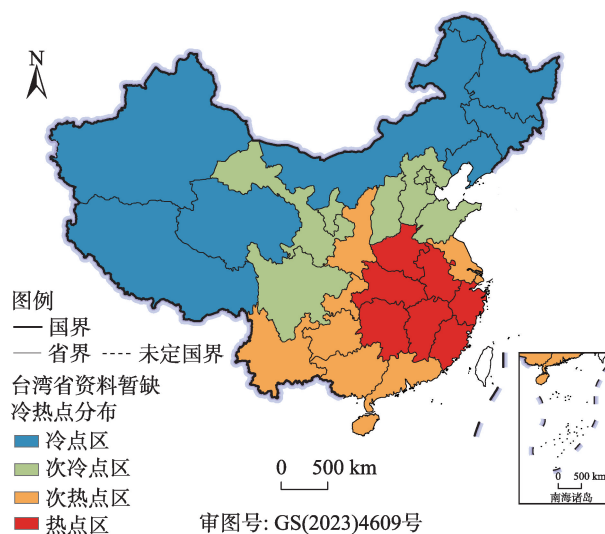 N
图例
国界
省界
未定国界
台湾省资料暂缺
冷热点分布
冷点区
次冷点区
次热点区
热点区
0 500 km
审图号: GS(2023)4609号
0 500 km
南海诸岛